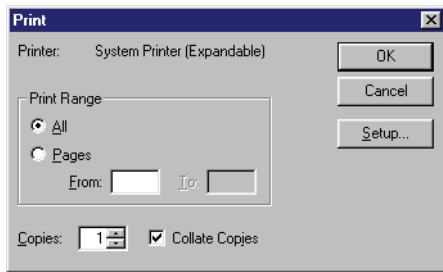 Print
Printer: System Printer (Expandable)
OK
Cancel
Setup...
Print Range
All
Pages
From: To:
Copies: 1 Collate Copies